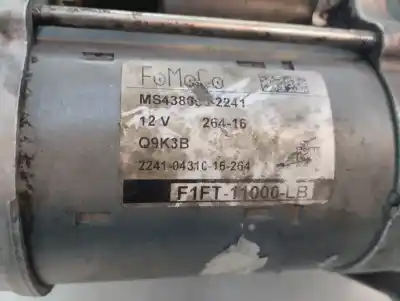 FoMoCo
12 V 264-16
Q9K3B
2241-04310-16-264
F1FT-11000-LB